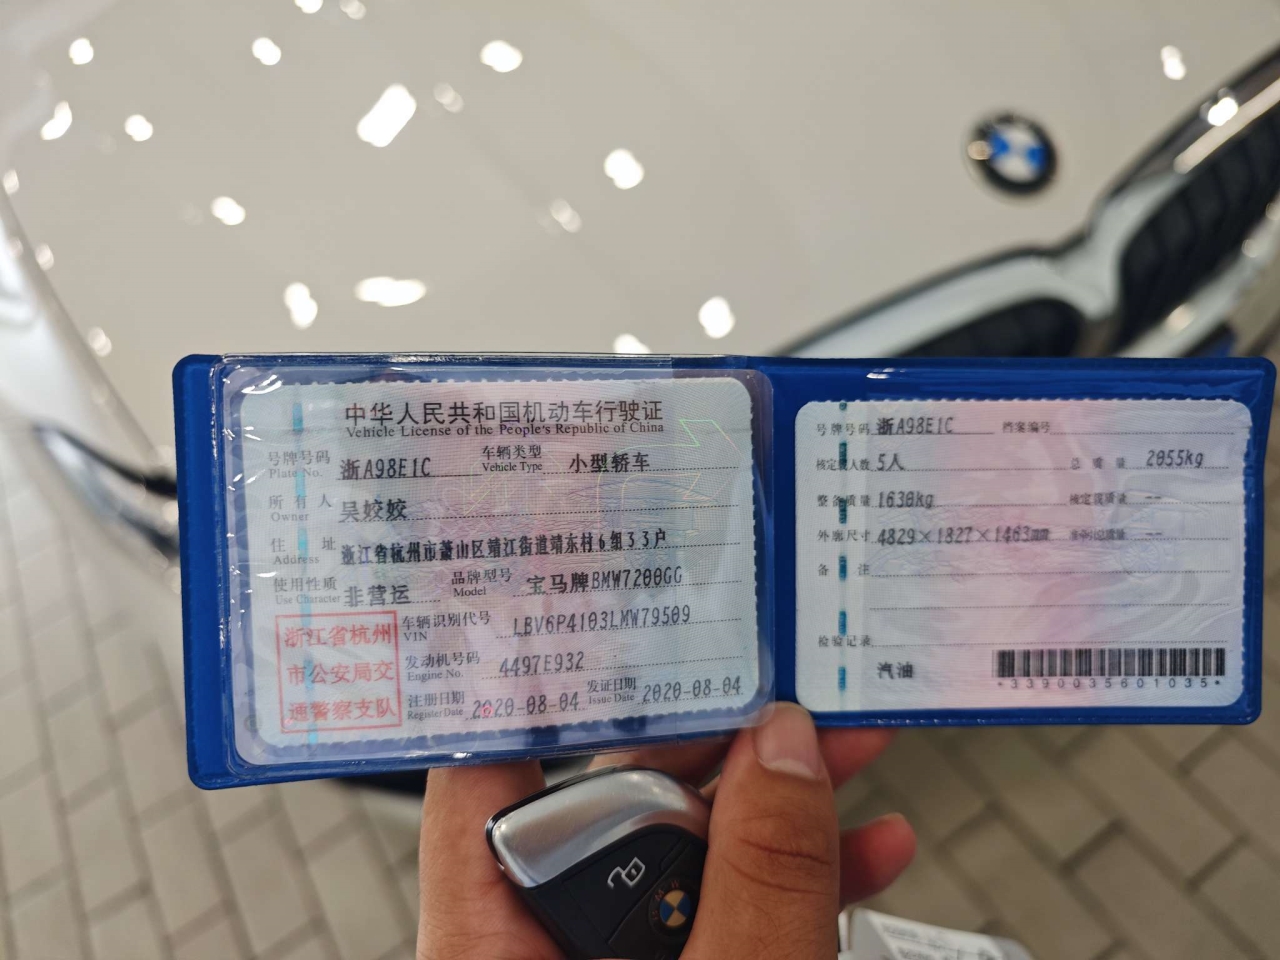 中华人民共和国机动车行驶证
Vehicle License of the People's Republic of China
号牌号码 浙A98E1C 车辆类型 小型轿车
Plate No. Vehicle Type
所有人 吴姣姣
Owner
住址 浙江省杭州市萧山区靖江街道靖东村6组33户
Address
使用性质 非营运 品牌型号 宝马牌BMW7200GG
Use Character Model
浙江省杭州
市公安局交
通警察支队
车辆识别代号 LBV6P4103LMW79509
VIN
发动机号码 4497E932
Engine No.
注册日期 2020-08-04 发证日期 2020-08-04
Register Date Issue Date
号牌号码 浙A98E1C 档案编号
核定载人数 5人 总质量 2055kg
整备质量 1630kg 核定载质量 --
外廓尺寸 4829×1827×1463 --
备注
检验记录
汽油
*3390035601035*